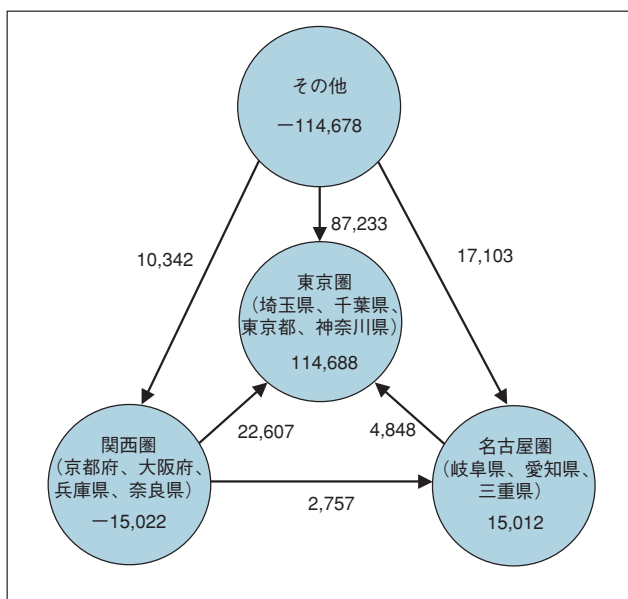 その他
－114,678
87,233
10,342
17,103
東京圏
（埼玉県、千葉県、
東京都、神奈川県）
114,688
22,607
4,848
関西圏
（京都府、大阪府、
兵庫県、奈良県）
－15,022
2,757
名古屋圏
（岐阜県、愛知県、
三重県）
15,012